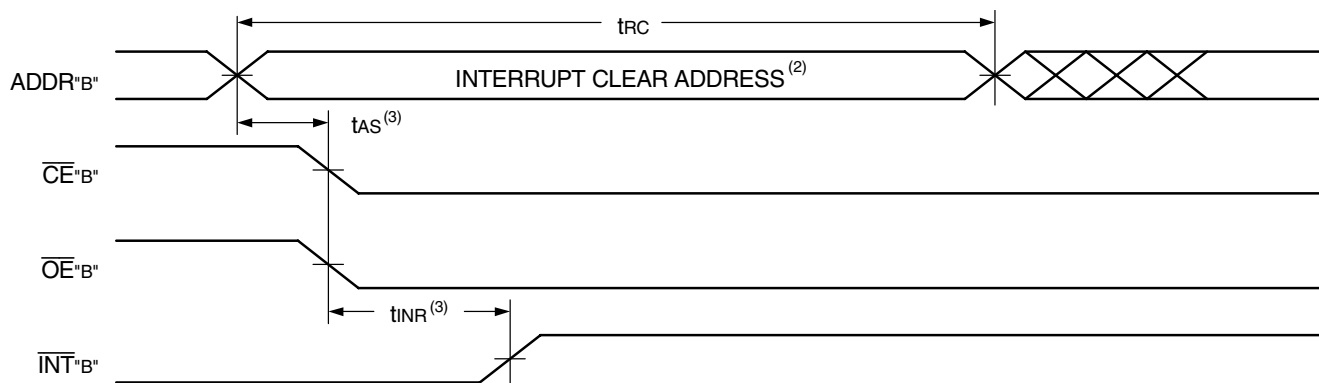 tRC
ADDR"B"
INTERRUPT CLEAR ADDRESS(2)
tAS(3)
CE"B"
OE"B"
tINR(3)
INT"B"